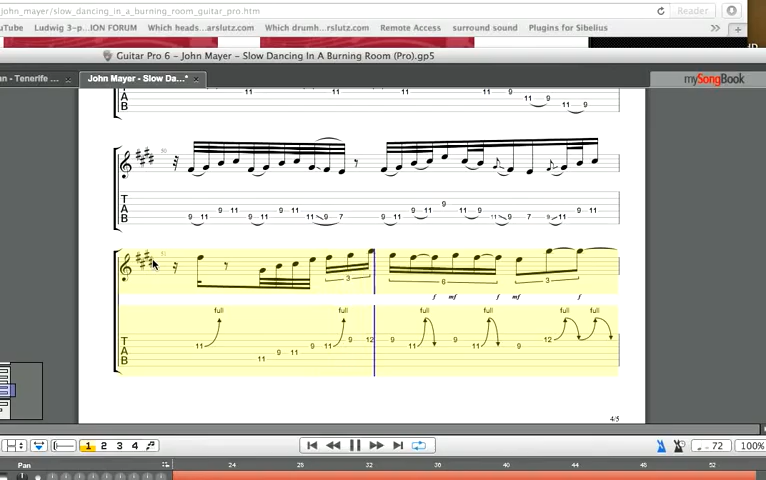 john_mayer/slow_dancing_in_a_burning_room_guitar_pro.htm
Reader
uTube Ludwig 3-p...ION FORUM Which heads...arslutz.com Which drumh...rslutz.com Remote Access surround sound Plugins for Sibelius
Guitar Pro 6 - John Mayer - Slow Dancing In A Burning Room (Pro).gp5
n - Tenerife ... × John Mayer - Slow Da...* × mySongBook
11 11 11 11 9
T
A
B
11 9 11 9
50
T
A
B
9 11 9 11 9 11 9 11 11 9 7 9 11 9 11 9 11 9 11 9 7 9 11 9 11
51
3 6 3
f mf f mf f
full full full full full full
T
A
B
11 11 9 11 9 11 9 12 9 11 9 11 9 12
4/5
1 2 3 4 72 100%
Pan 24 28 32 36 40 44 48 52